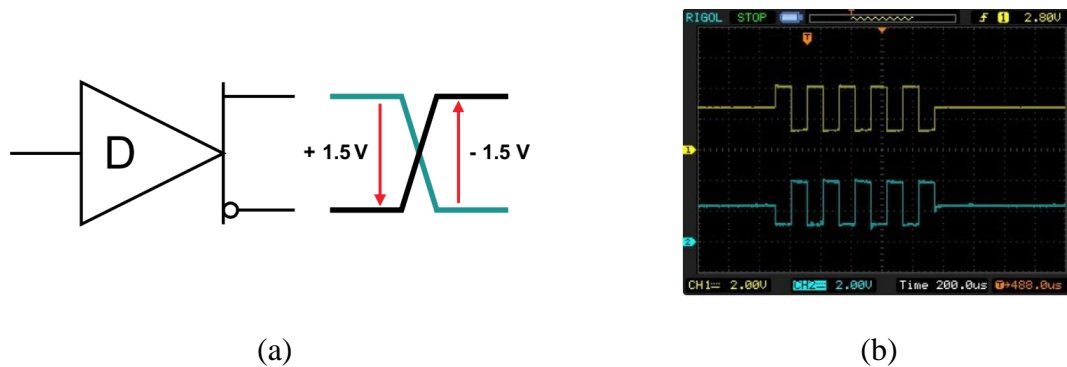 D
+ 1.5 V
- 1.5 V
RIGOL STOP T 1 2.80V
T
1
2
CH1 2.00V CH2 2.00V Time 200.0us T→488.0us
(a)
(b)